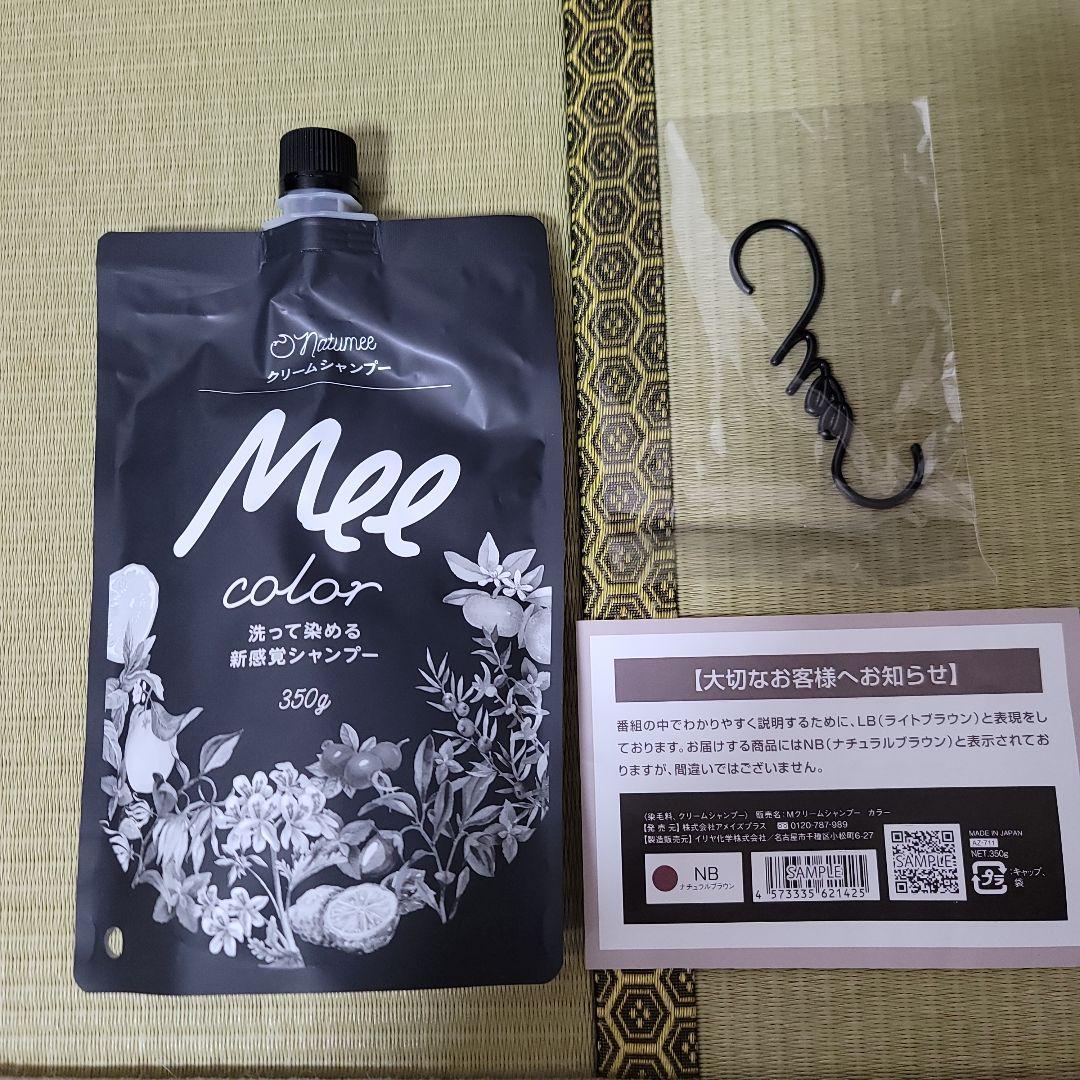 natumee
クリームシャンプー
Mee
color
洗って染める
新感覚シャンプー
350g
mee
【大切なお客様へお知らせ】
番組の中でわかりやすく説明するために、LB(ライトブラウン)と表現をし
ております。お届けする商品にはNB(ナチュラルブラウン)と表示されてお
りますが、間違いではございません。
(染毛料、クリームシャンプー) 販売名:Mクリームシャンプー カラー
【発売元】株式会社アメイズプラス 0120-787-989
【製造販売元】イリヤ化学株式会社/名古屋市千種区小松町6-27
NB
ナチュラルブラウン
SAMPLE
4 573335 621425
SAMPLE
MADE IN JAPAN
AZ-711
NET.350g
プラ
:キャップ、
袋